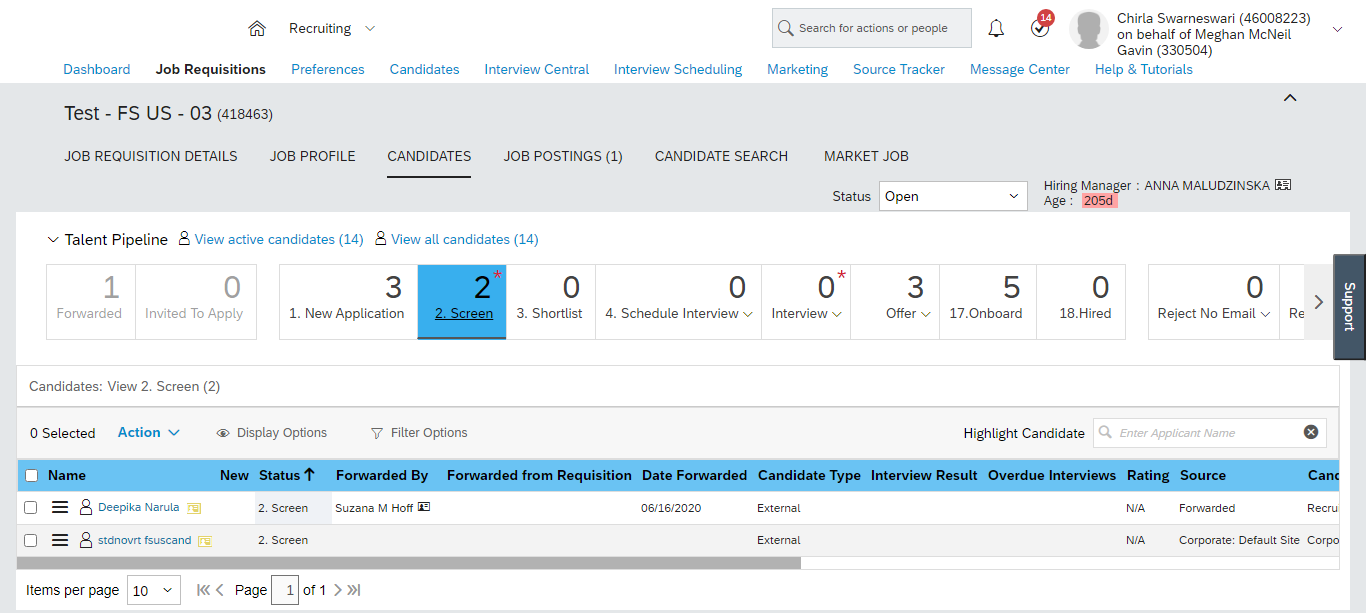 Recruiting
Search for actions or people
14
Chirla Swarneswari (46008223)
on behalf of Meghan McNeil
Gavin (330504)
Dashboard Job Requisitions Preferences Candidates Interview Central Interview Scheduling Marketing Source Tracker Message Center Help & Tutorials
Test - FS US - 03 (418463)
JOB REQUISITION DETAILS JOB PROFILE CANDIDATES JOB POSTINGS (1) CANDIDATE SEARCH MARKET JOB
Status Open
Hiring Manager : ANNA MALUDZINSKA
Age : 205d
Talent Pipeline View active candidates (14) View all candidates (14)
1 0 3 2* 0 0 0* 3 5 0 0
Forwarded Invited To Apply 1. New Application 2. Screen 3. Shortlist 4. Schedule Interview Interview Offer 17.Onboard 18.Hired Reject No Email Re
Support
Candidates: View 2. Screen (2)
0 Selected Action Display Options Filter Options Highlight Candidate Enter Applicant Name
Name New Status Forwarded By Forwarded from Requisition Date Forwarded Candidate Type Interview Result Overdue Interviews Rating Source Canc
Deepika Narula 2. Screen Suzana M Hoff 06/16/2020 External N/A Forwarded Recrui
stdnovrt fsuscand 2. Screen External N/A Corporate: Default Site Corpo
Items per page 10 Page 1 of 1